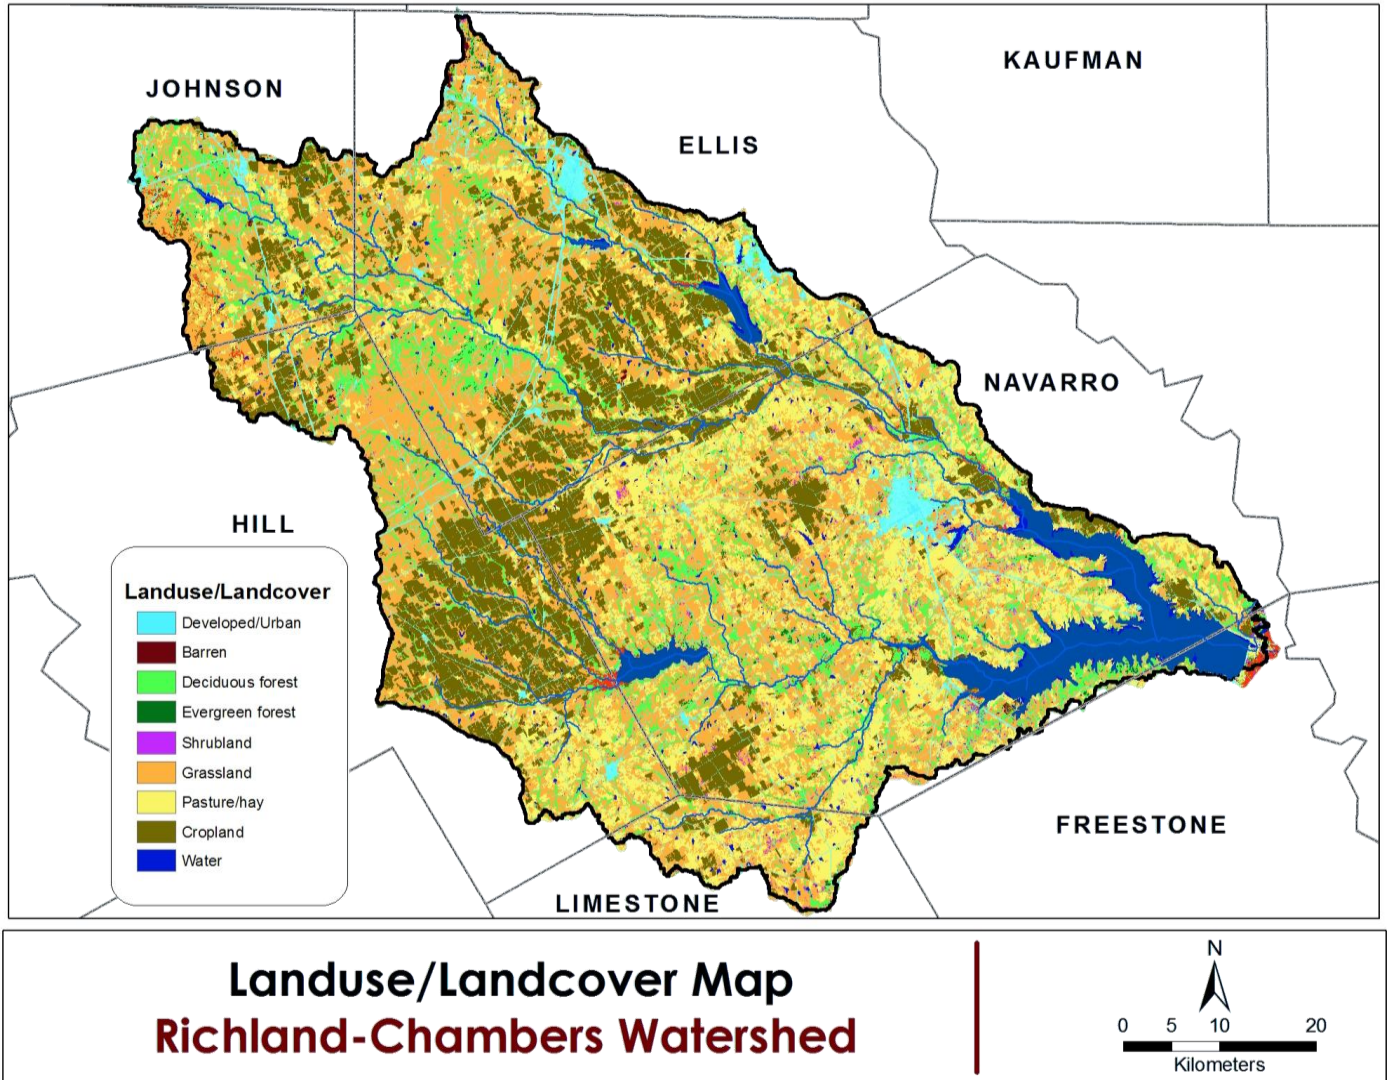 KAUFMAN
JOHNSON
ELLIS
NAVARRO
HILL
Landuse/Landcover
Developed/Urban
Barren
Deciduous forest
Evergreen forest
Shrubland
Grassland
Pasture/hay
Cropland
Water
FREESTONE
LIMESTONE
Landuse/Landcover Map
Richland-Chambers Watershed
N
0 5 10 20
Kilometers